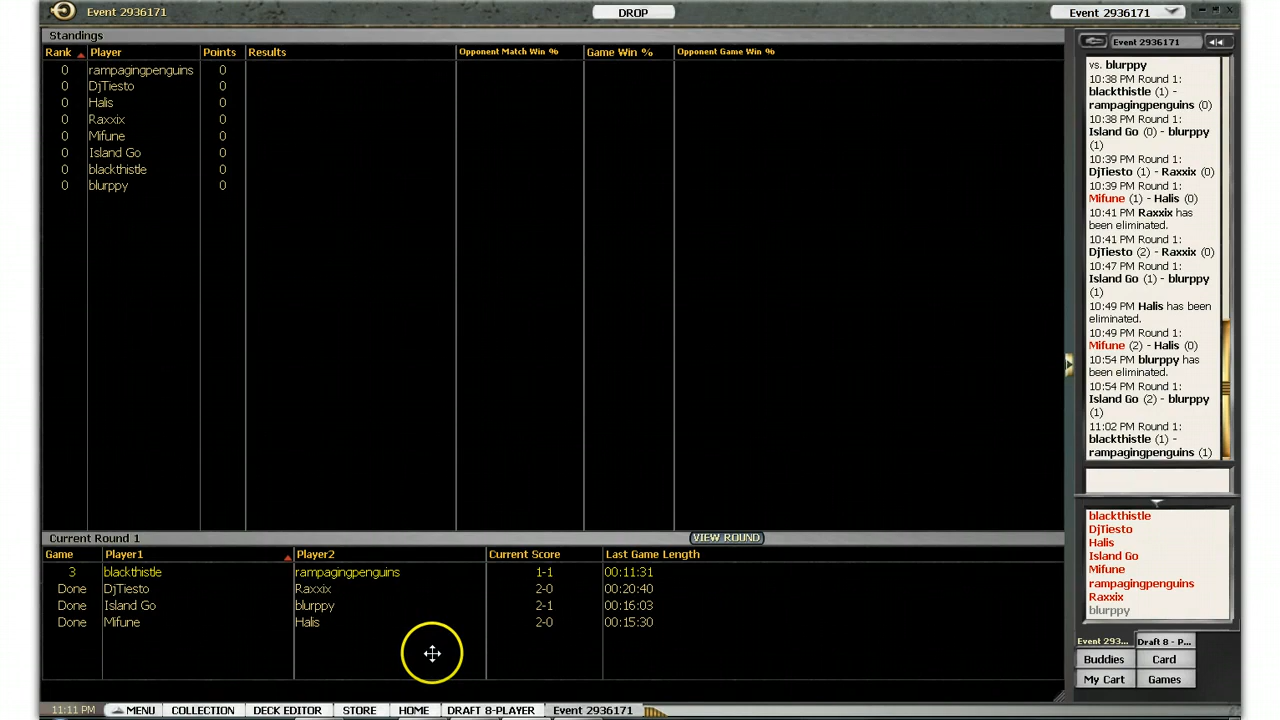 Event 2936171
DROP
Event 2936171
Standings
Rank Player Points Results Opponent Match Win % Game Win % Opponent Game Win %
0 rampagingpenguins 0
0 DjTiesto 0
0 Halis 0
0 Raxxix 0
0 Mifune 0
0 Island Go 0
0 blackthistle 0
0 blurppy 0
Current Round 1
VIEW ROUND
Game Player1 Player2 Current Score Last Game Length
3 blackthistle rampagingpenguins 1-1 00:11:31
Done DjTiesto Raxxix 2-0 00:20:40
Done Island Go blurppy 2-1 00:16:03
Done Mifune Halis 2-0 00:15:30
Event 2936171
vs. blurppy
10:38 PM Round 1:
blackthistle (1) -
rampagingpenguins (0)
10:38 PM Round 1:
Island Go (0) - blurppy
(1)
10:39 PM Round 1:
DjTiesto (1) - Raxxix (0)
10:39 PM Round 1:
Mifune (1) - Halis (0)
10:41 PM Raxxix has
been eliminated.
10:41 PM Round 1:
DjTiesto (2) - Raxxix (0)
10:47 PM Round 1:
Island Go (1) - blurppy
(1)
10:49 PM Halis has been
eliminated.
10:49 PM Round 1:
Mifune (2) - Halis (0)
10:54 PM blurppy has
been eliminated.
10:54 PM Round 1:
Island Go (2) - blurppy
(1)
11:02 PM Round 1:
blackthistle (1) -
rampagingpenguins (1)
blackthistle
DjTiesto
Halis
Island Go
Mifune
rampagingpenguins
Raxxix
blurppy
Event 293... Draft 8 - P...
Buddies Card
My Cart Games
11:11 PM MENU COLLECTION DECK EDITOR STORE HOME DRAFT 8-PLAYER Event 2936171